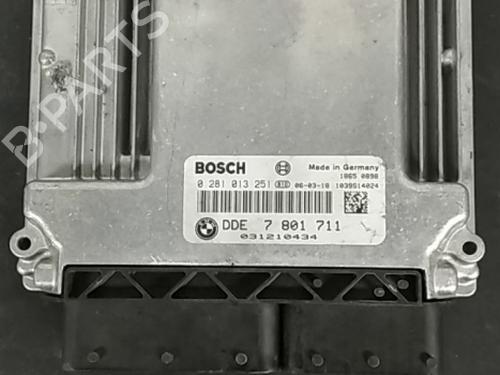 B-PARTS
BOSCH
Made in Germany
1865 0898
0 281 013 251 06-03-18 1039S14024
DDE 7 801 711
031210434